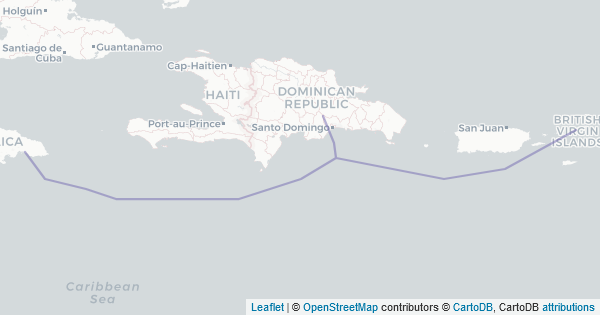 Holguín
Santiago de
Cuba
Guantanamo
Cap-Haitien
HAITI
DOMINICAN
REPUBLIC
Port-au-Prince
Santo Domingo
San Juan
BRITISH
VIRGIN
ISLANDS
ICA
Caribbean
Sea
Leaflet | © OpenStreetMap contributors © CartoDB, CartoDB attributions